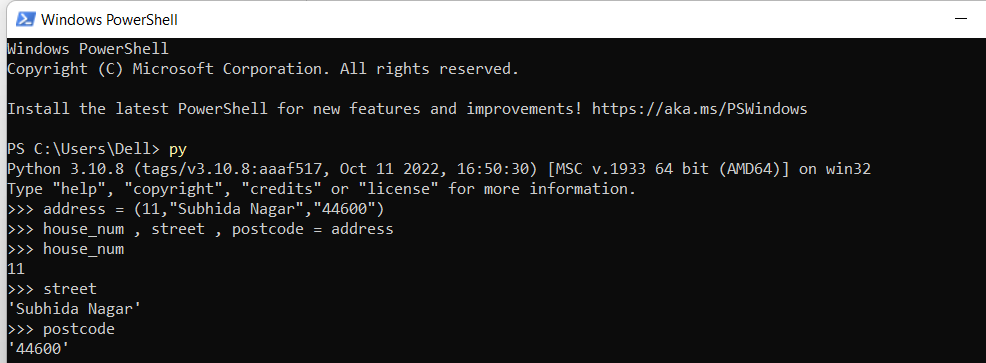 Windows PowerShell
Windows PowerShell
Copyright (C) Microsoft Corporation. All rights reserved.
Install the latest PowerShell for new features and improvements! https://aka.ms/PSWindows
PS C:\Users\Dell> py
Python 3.10.8 (tags/v3.10.8:aaaf517, Oct 11 2022, 16:50:30) [MSC v.1933 64 bit (AMD64)] on win32
Type "help", "copyright", "credits" or "license" for more information.
>>> address = (11,"Subhida Nagar","44600")
>>> house_num , street , postcode = address
>>> house_num
11
>>> street
'Subhida Nagar'
>>> postcode
'44600'